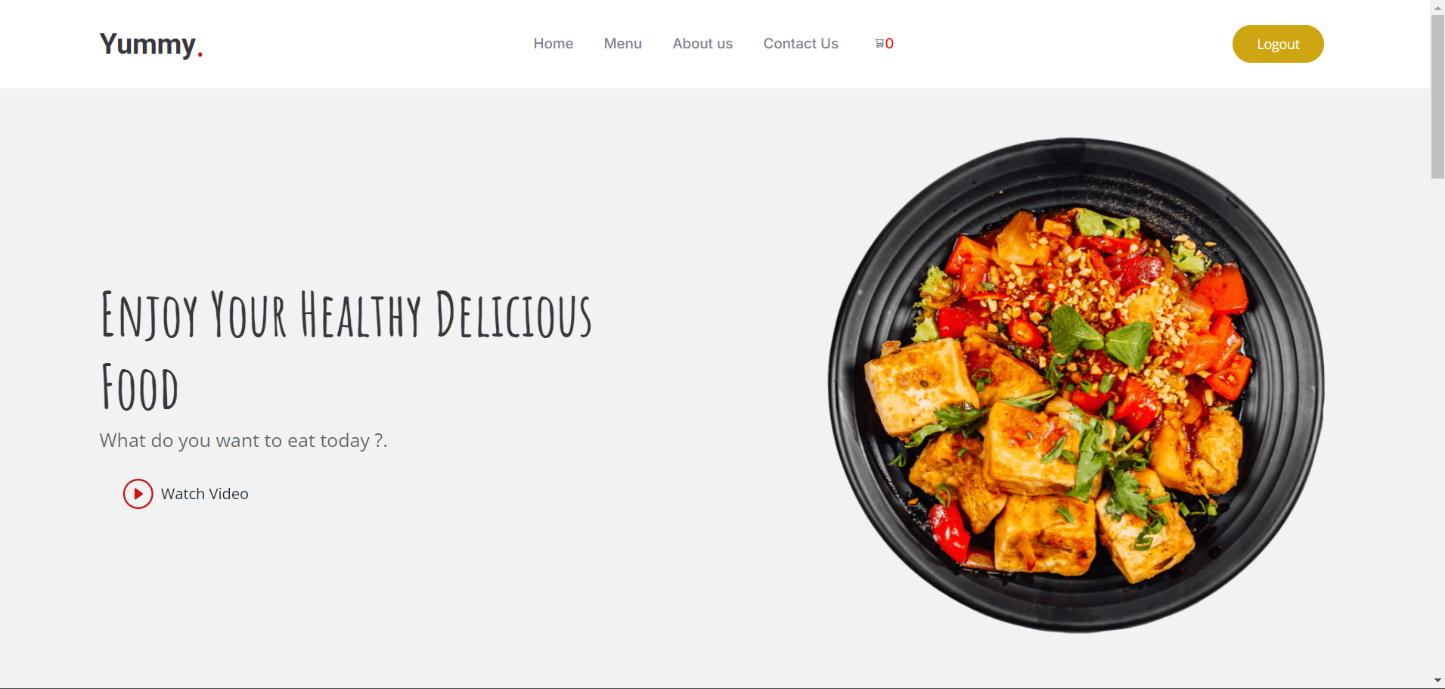 Yummy.
Home Menu About us Contact Us 0
Logout
Enjoy Your Healthy Delicious
Food
What do you want to eat today ?.
Watch Video